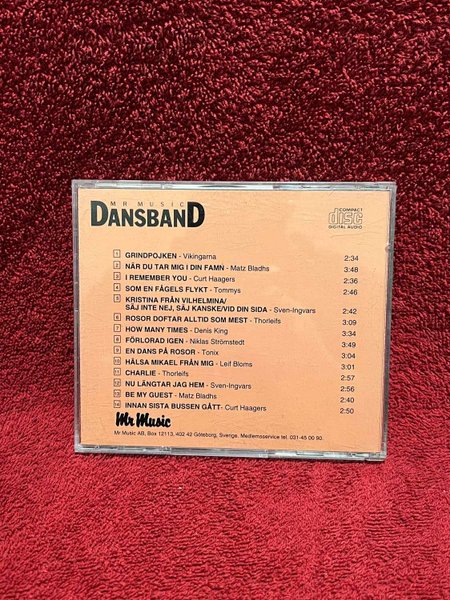 MR MUSIC
DANSBAND
COMPACT
disc
DIGITAL AUDIO
1 GRINDPOJKEN - Vikingarna 2:34
2 NÄR DU TAR MIG I DIN FAMN - Matz Bladhs 3:48
3 I REMEMBER YOU - Curt Haagers 2:36
4 SOM EN FÅGELS FLYKT - Tommys 2:46
5 KRISTINA FRÅN VILHELMINA/
SÄJ INTE NEJ, SÄJ KANSKE/VID DIN SIDA - Sven-Ingvars 2:42
6 ROSOR DOFTAR ALLTID SOM MEST - Thorleifs 3:09
7 HOW MANY TIMES - Denis King 3:34
8 FÖRLORAD IGEN - Niklas Strömstedt 3:49
9 EN DANS PÅ ROSOR - Tonix 3:04
10 HÄLSA MIKAEL FRÅN MIG - Leif Bloms 3:01
11 CHARLIE - Thorleifs 2:57
12 NU LÄNGTAR JAG HEM - Sven-Ingvars 2:56
13 BE MY GUEST - Matz Bladhs 2:40
14 INNAN SISTA BUSSEN GÅTT - Curt Haagers 2:50
Mr Music
Mr Music AB, Box 12113, 402 42 Göteborg, Sverige. Medlemsservice tel. 031-45 00 90.